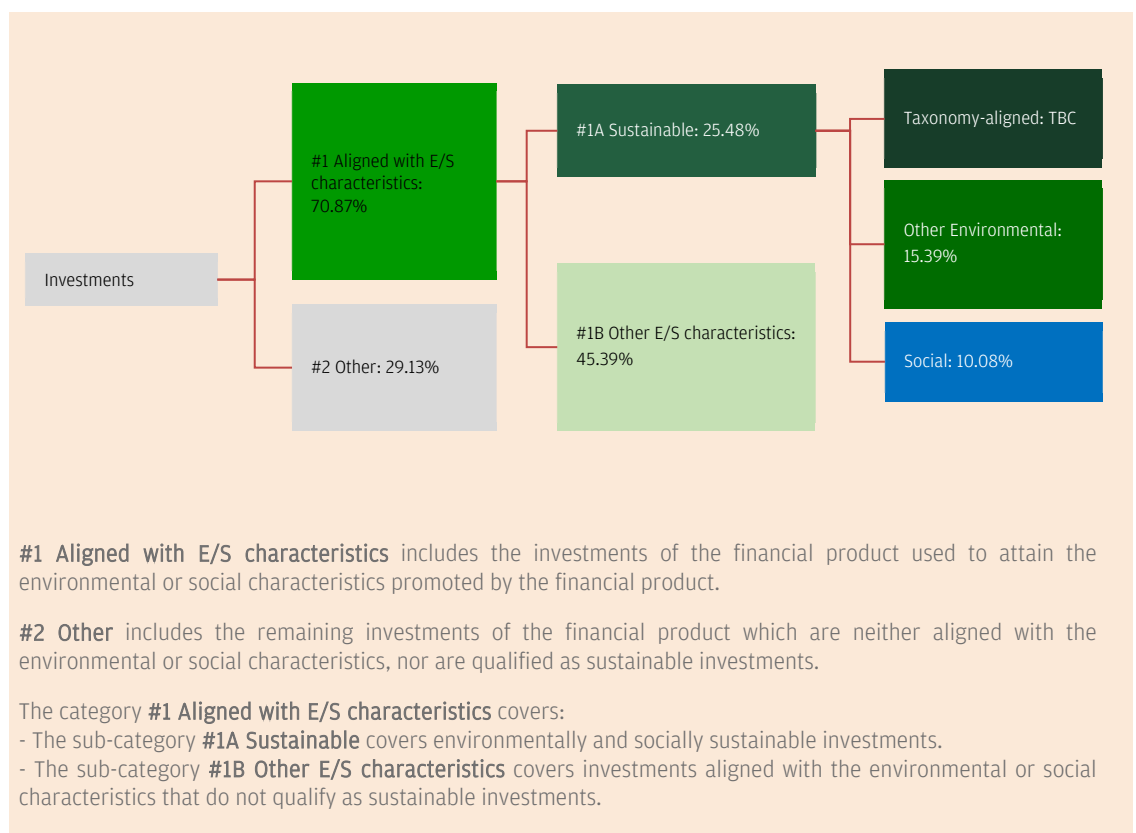 Investments
#1 Aligned with E/S
characteristics:
70.87%
#2 Other: 29.13%
#1A Sustainable: 25.48%
#1B Other E/S characteristics:
45.39%
Taxonomy-aligned: TBC
Other Environmental:
15.39%
Social: 10.08%
#1 Aligned with E/S characteristics includes the investments of the financial product used to attain the
environmental or social characteristics promoted by the financial product.
#2 Other includes the remaining investments of the financial product which are neither aligned with the
environmental or social characteristics, nor are qualified as sustainable investments.
The category #1 Aligned with E/S characteristics covers:
- The sub-category #1A Sustainable covers environmentally and socially sustainable investments.
- The sub-category #1B Other E/S characteristics covers investments aligned with the environmental or social
characteristics that do not qualify as sustainable investments.